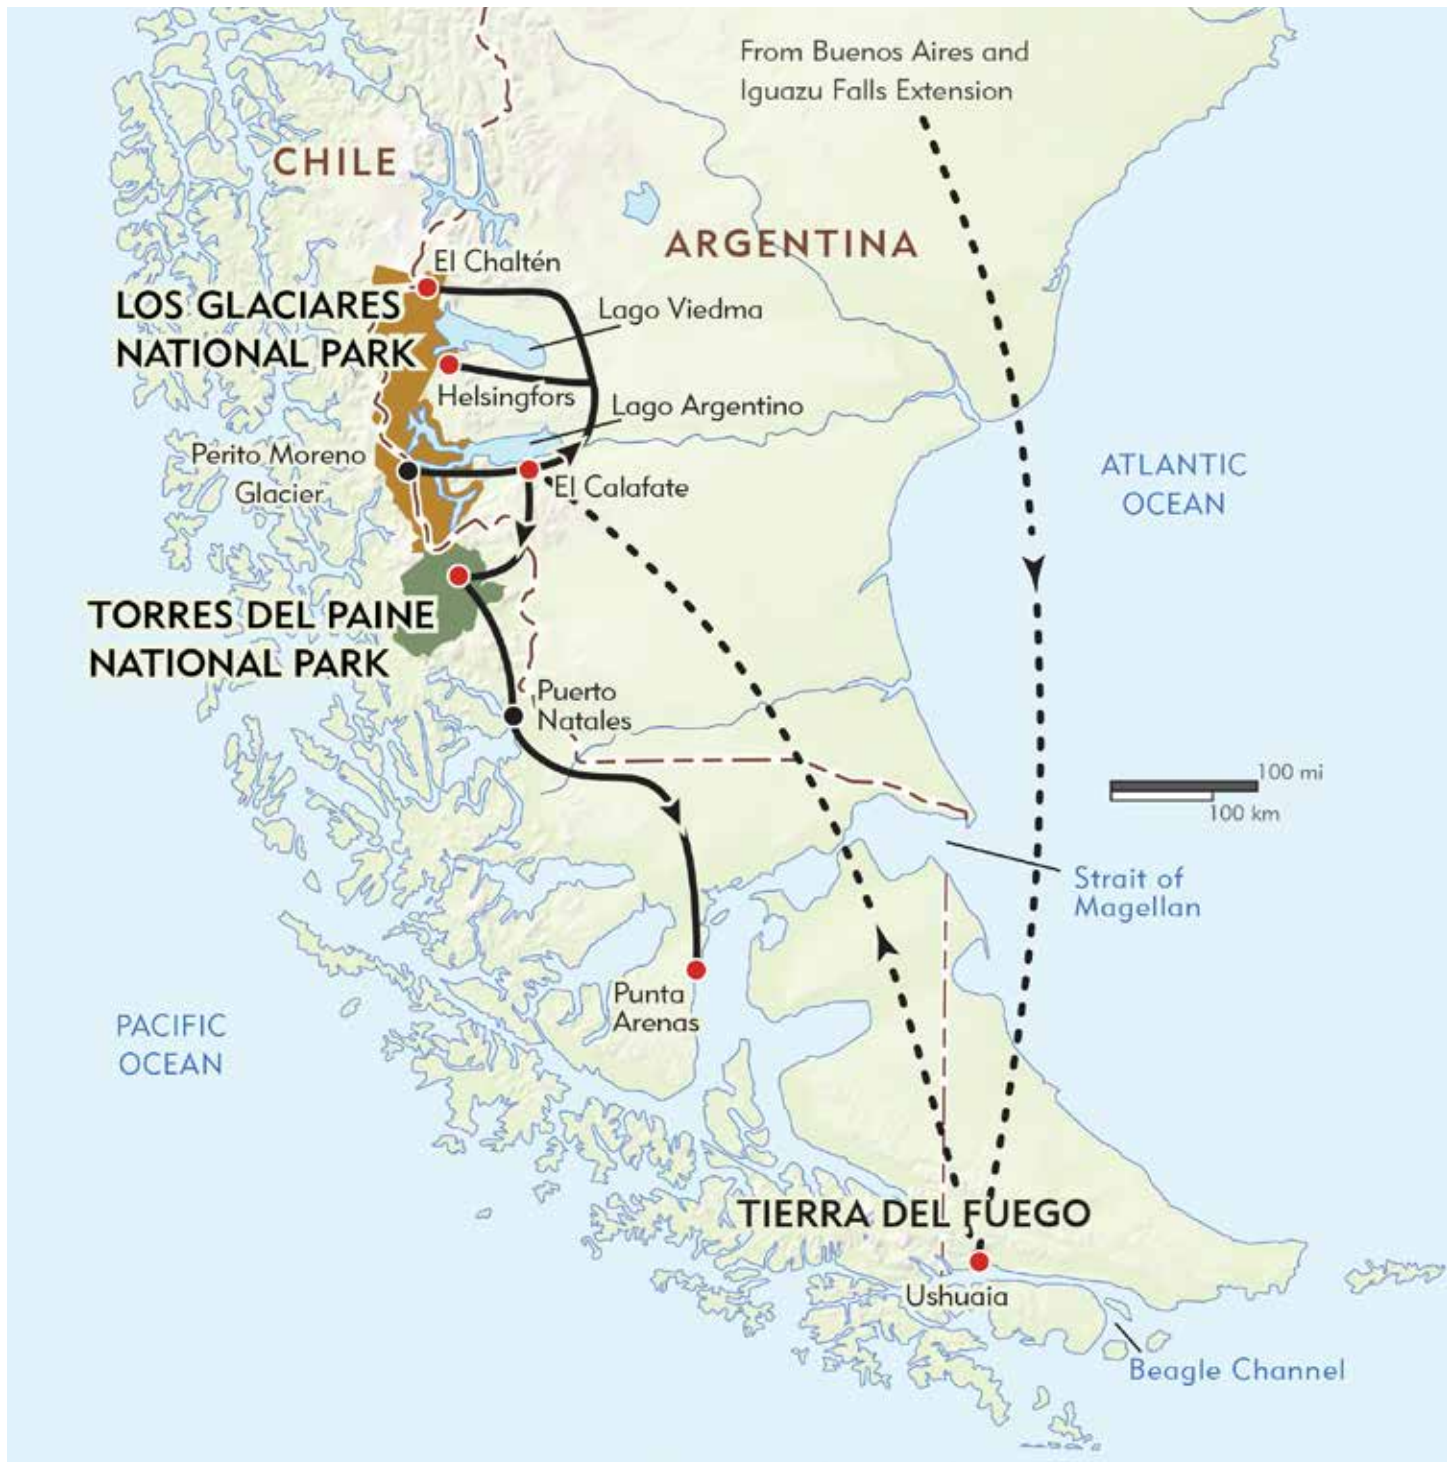 From Buenos Aires and
Iguazu Falls Extension
CHILE
ARGENTINA
El Chaltén
LOS GLACIARES
NATIONAL PARK
Lago Viedma
Helsingfors
Lago Argentino
Perito Moreno
Glacier
El Calafate
ATLANTIC
OCEAN
TORRES DEL PAINE
NATIONAL PARK
Puerto
Natales
100 mi
100 km
Strait of
Magellan
Punta
Arenas
PACIFIC
OCEAN
TIERRA DEL FUEGO
Ushuaia
Beagle Channel